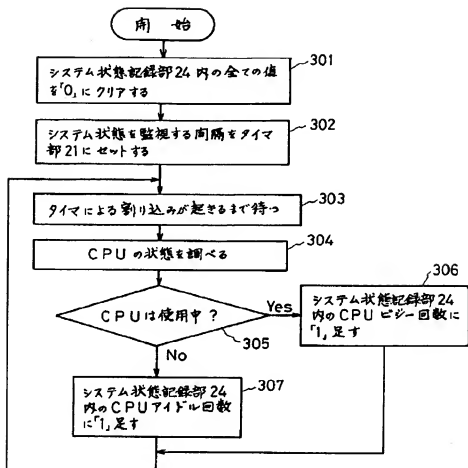 開始
システム状態記録部24内の全ての値
を「0」にクリアする
301
システム状態を監視する間隔をタイマ
部21にセットする
302
タイマによる割り込みが起きるまで待つ
303
CPUの状態を調べる
304
CPUは使用中?
305
Yes
306
システム状態記録部24
内のCPUビジー回数に
「1」足す
No
307
システム状態記録部24
内のCPUアイドル回数
に「1」足す